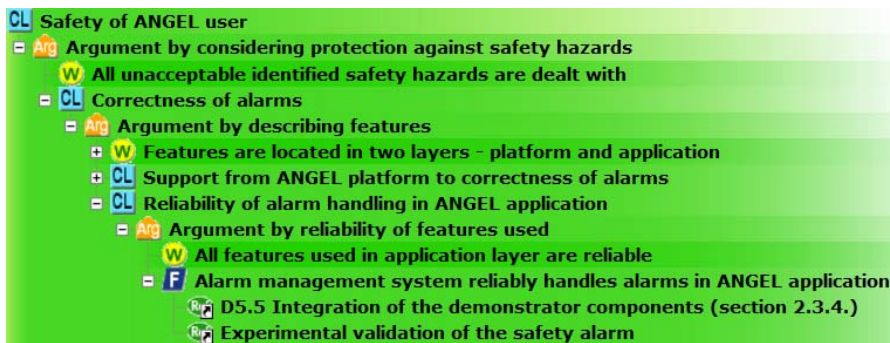 CL Safety of ANGEL user
Arg Argument by considering protection against safety hazards
W All unacceptable identified safety hazards are dealt with
CL Correctness of alarms
Arg Argument by describing features
W Features are located in two layers - platform and application
CL Support from ANGEL platform to correctness of alarms
CL Reliability of alarm handling in ANGEL application
Arg Argument by reliability of features used
W All features used in application layer are reliable
F Alarm management system reliably handles alarms in ANGEL application
D5.5 Integration of the demonstrator components (section 2.3.4.)
Experimental validation of the safety alarm